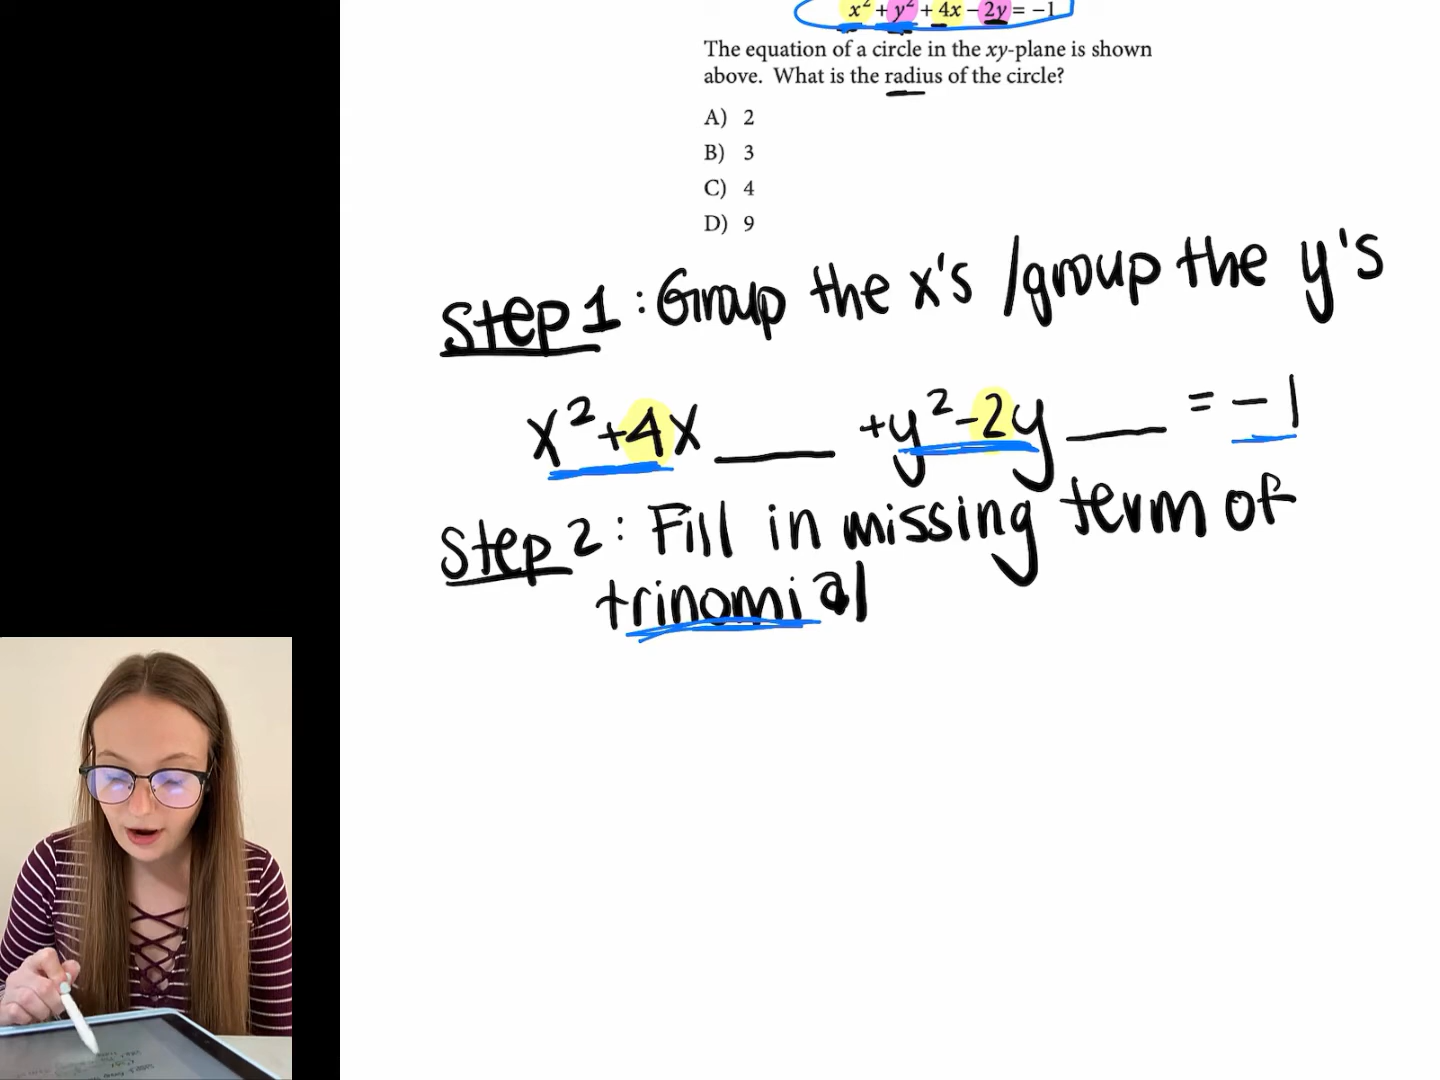 x² + y² + 4x − 2y = −1
The equation of a circle in the xy-plane is shown
above. What is the radius of the circle?
A) 2
B) 3
C) 4
D) 9
Step 1: Group the x's / group the y's
x² + 4x ____ + y² - 2y ____ = -1
Step 2: Fill in missing term of
trinomial